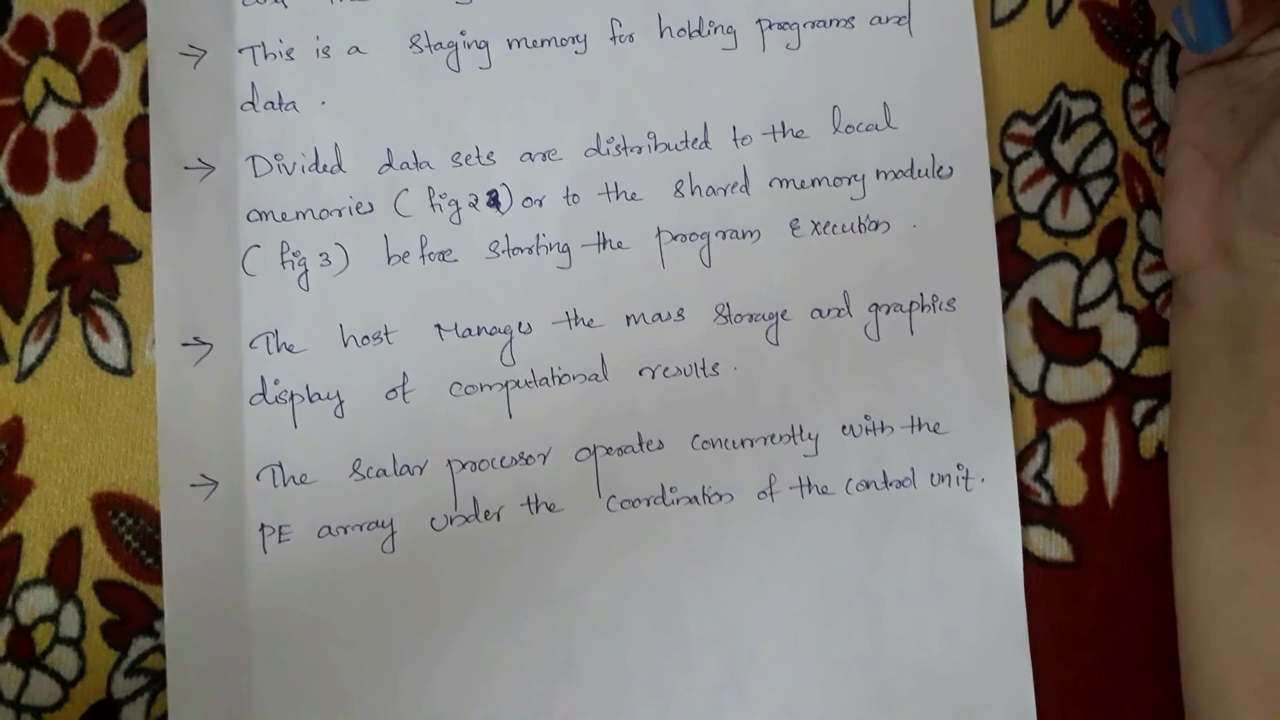 → This is a staging memory for holding programs and
data .
→ Divided data sets are distributed to the local
memories ( fig 2 ) or to the shared memory modules
( fig 3 ) before starting the program Execution .
→ The host Manages the mass storage and graphics
display of computational results .
→ The scalar processor operates concurrently with the
PE array under the coordination of the control unit .